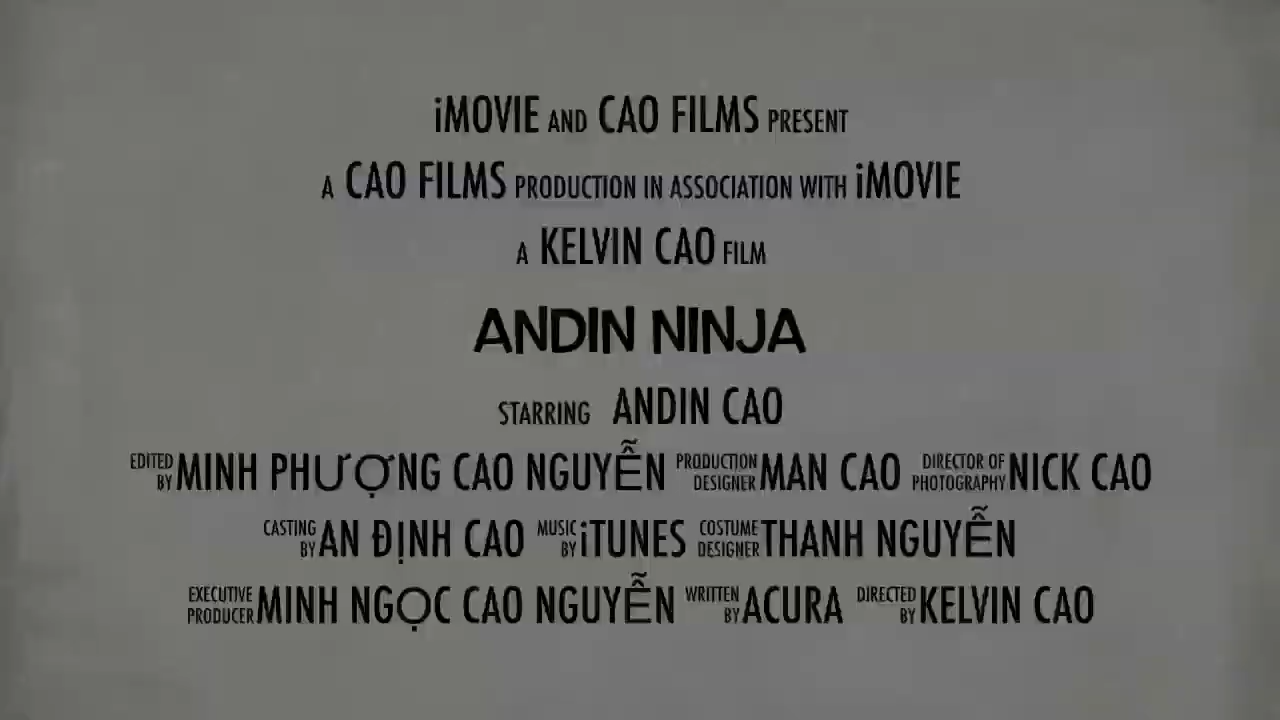 iMOVIE AND CAO FILMS PRESENT
A CAO FILMS PRODUCTION IN ASSOCIATION WITH iMOVIE
A KELVIN CAO FILM
ANDIN NINJA
STARRING ANDIN CAO
EDITED BY MINH PHƯỢNG CAO NGUYỄN PRODUCTION DESIGNER MAN CAO DIRECTOR OF PHOTOGRAPHY NICK CAO
CASTING BY AN ĐỊNH CAO MUSIC BY iTUNES COSTUME DESIGNER THANH NGUYỄN
EXECUTIVE PRODUCER MINH NGỌC CAO NGUYỄN WRITTEN BY ACURA DIRECTED BY KELVIN CAO